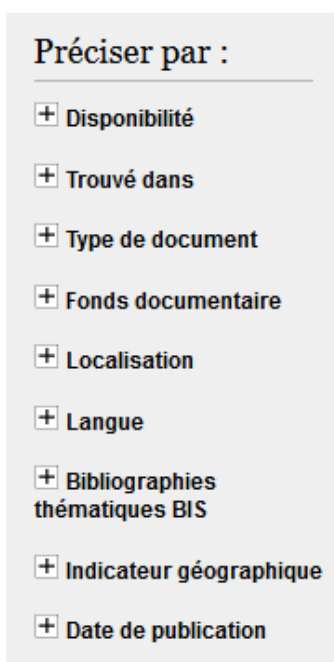 Préciser par :
Disponibilité
Trouvé dans
Type de document
Fonds documentaire
Localisation
Langue
Bibliographies
thématiques BIS
Indicateur géographique
Date de publication